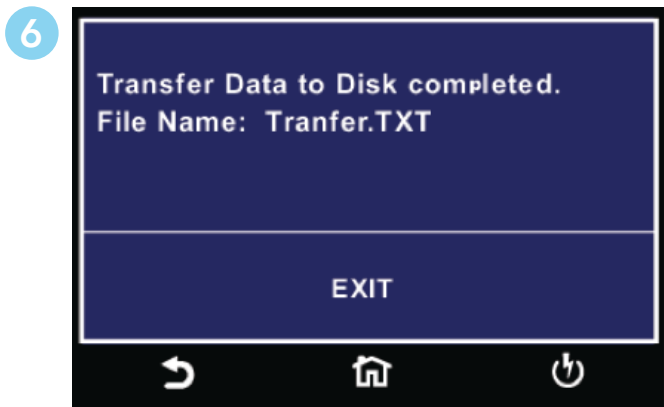 6
Transfer Data to Disk completed.
File Name: Tranfer.TXT
EXIT